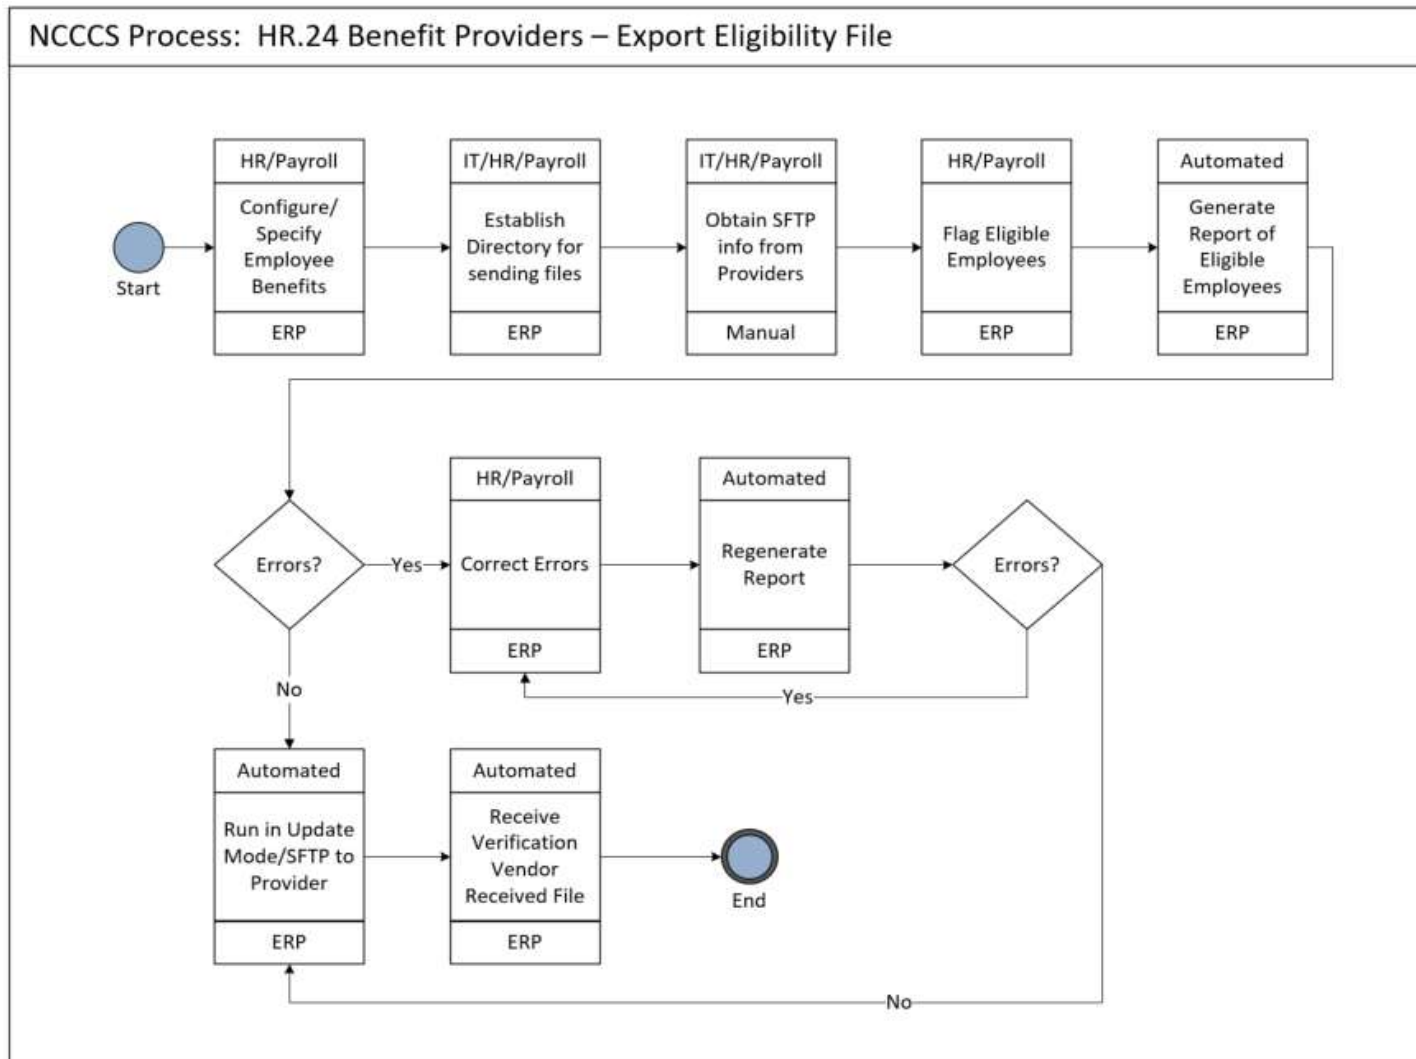 NCCCS Process:  HR.24 Benefit Providers – Export Eligibility File
Start
HR/Payroll
Configure/
Specify
Employee
Benefits
ERP
IT/HR/Payroll
Establish
Directory for
sending files
ERP
IT/HR/Payroll
Obtain SFTP
info from
Providers
Manual
HR/Payroll
Flag Eligible
Employees
ERP
Automated
Generate
Report of
Eligible
Employees
ERP
Errors?
Yes
No
HR/Payroll
Correct Errors
ERP
Automated
Regenerate
Report
ERP
Errors?
Yes
No
Automated
Run in Update
Mode/SFTP to
Provider
ERP
Automated
Receive
Verification
Vendor
Received File
ERP
End